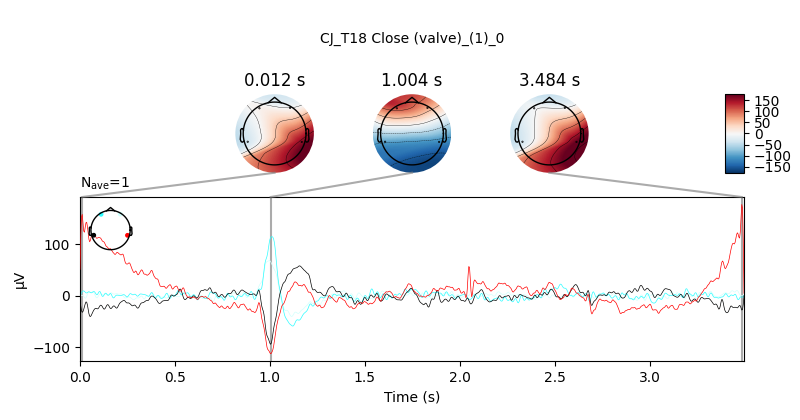 CJ_T18 Close (valve)_(1)_0
0.012 s 1.004 s 3.484 s
150
100
50
0
−50
−100
−150
Nave=1
µV
100
0
−100
0.0 0.5 1.0 1.5 2.0 2.5 3.0
Time (s)